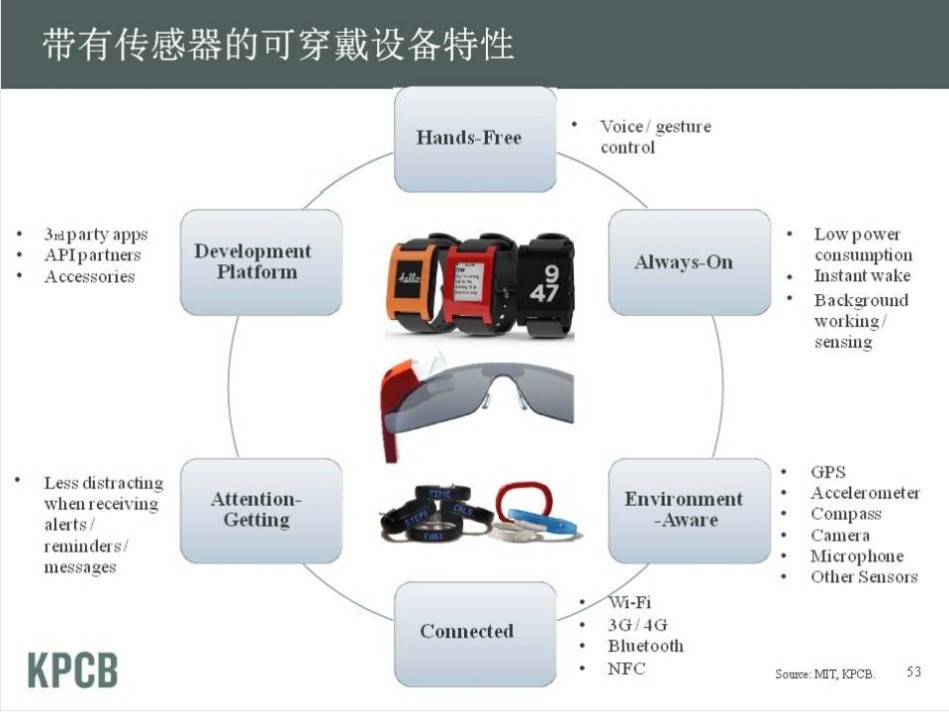 带有传感器的可穿戴设备特性
Hands-Free
• Voice / gesture
control
Development
Platform
• 3rd party apps
• API partners
• Accessories
Always-On
• Low power
consumption
• Instant wake
• Background
working /
sensing
hello
9
47
Attention-
Getting
• Less distracting
when receiving
alerts /
reminders /
messages
TIME
STEPS
CALS
FUEL
Environment
-Aware
• GPS
• Accelerometer
• Compass
• Camera
• Microphone
• Other Sensors
Connected
• Wi-Fi
• 3G / 4G
• Bluetooth
• NFC
KPCB
Source: MIT, KPCB.
53